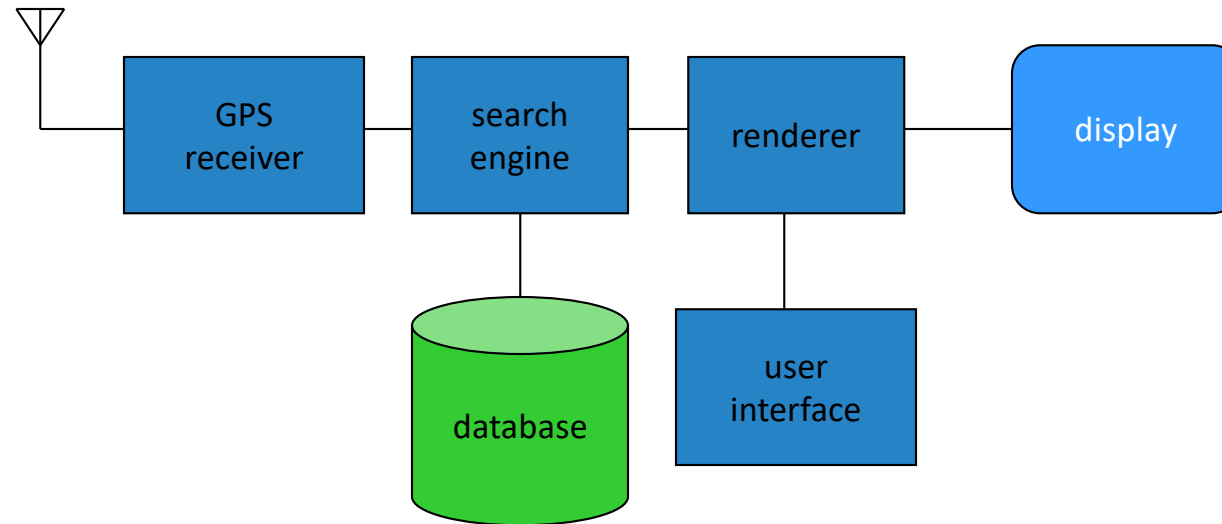 GPS
receiver
search
engine
renderer
display
database
user
interface